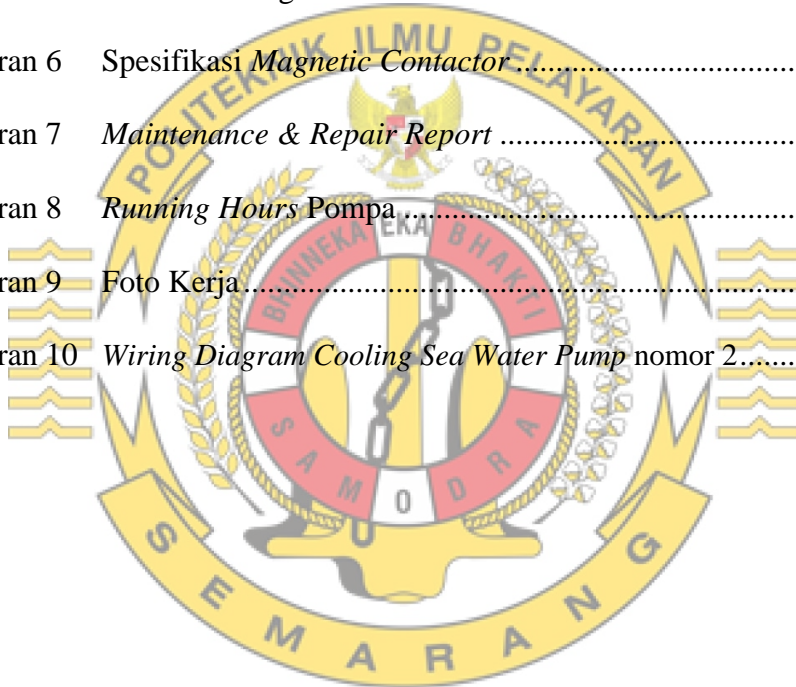 POLITEKNIK ILMU PELAYARAN
ran 6 Spesifikasi Magnetic Contactor ....................................
ran 7 Maintenance & Repair Report ......................................
ran 8 Running Hours Pompa ..................................................
EKA
BHINNEKA BHAKTI
ran 9 Foto Kerja .......................................................................
ran 10 Wiring Diagram Cooling Sea Water Pump nomor 2.......
SAMODRA
SEMARANG